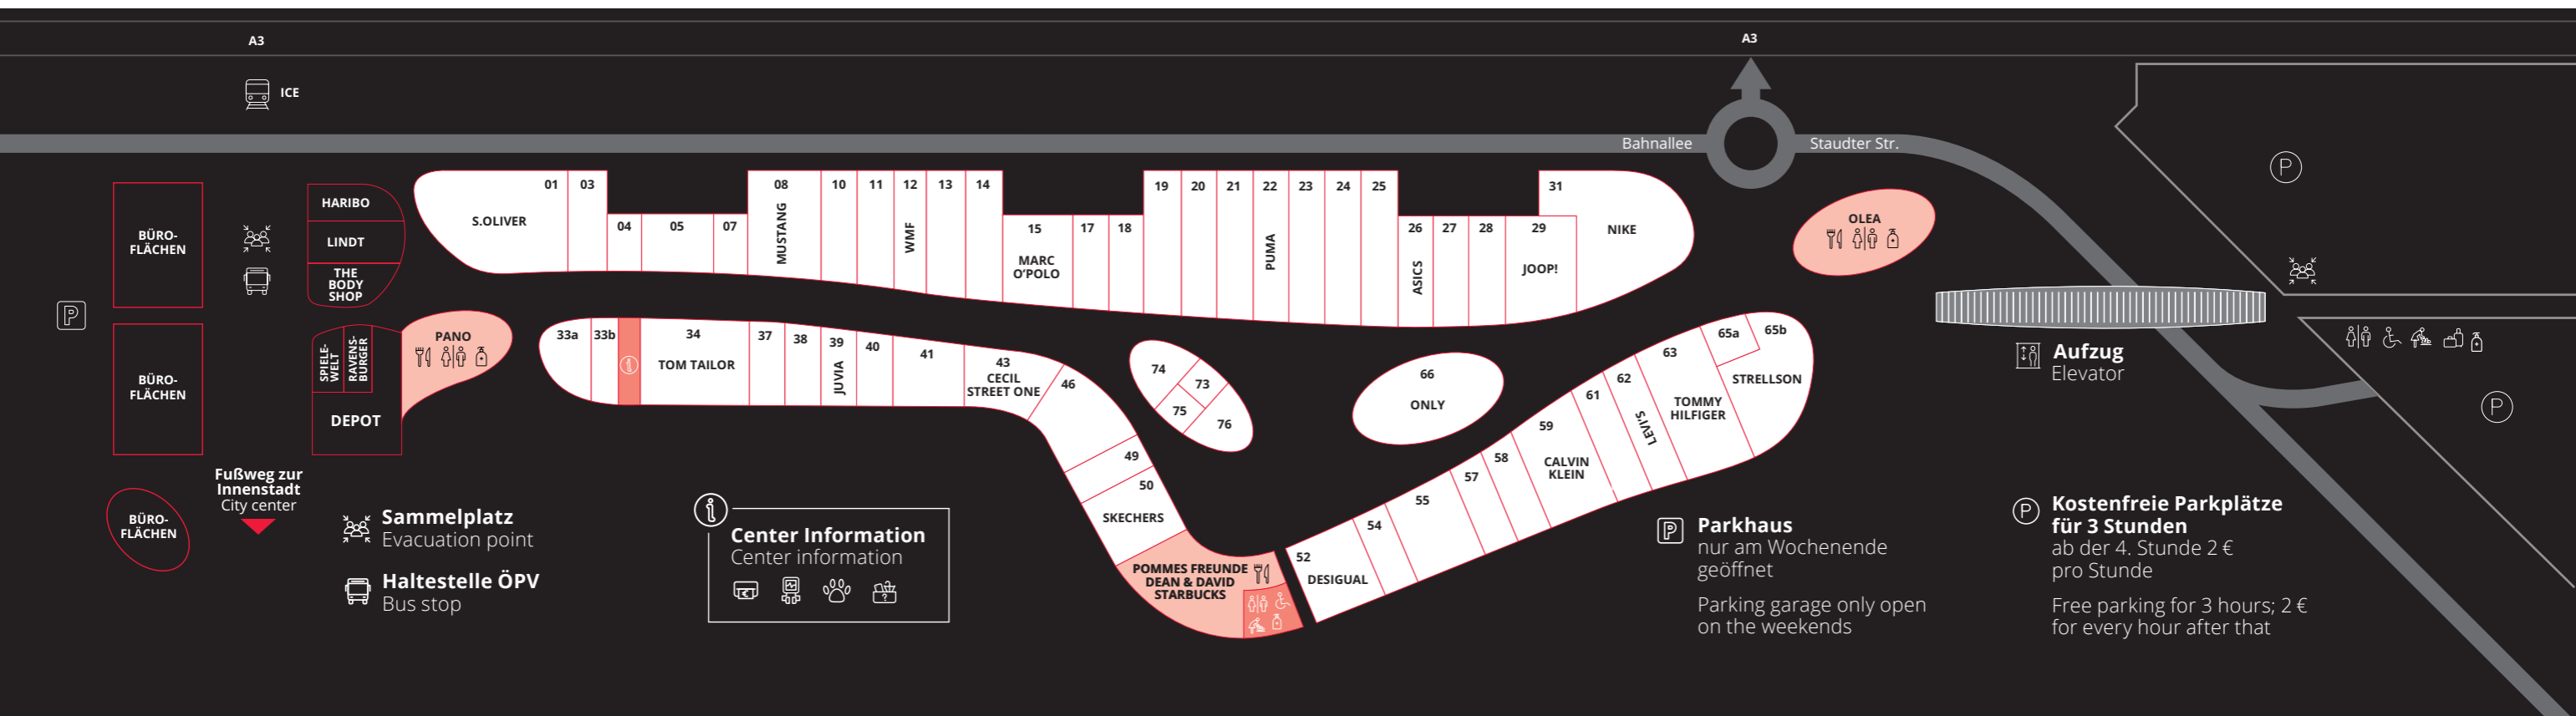 A3
A3
ICE
Bahnallee
Staudter Str.
BÜRO-
FLÄCHEN
HARIBO
LINDT
THE
BODY
SHOP
01
S.OLIVER
03
04
05
07
08
MUSTANG
10
11
12
WMF
13
14
15
MARC
O'POLO
17
18
19
20
21
22
PUMA
23
24
25
26
ASICS
27
28
29
JOOP!
31
NIKE
OLEA
P
P
BÜRO-
FLÄCHEN
SPIELE-
WELT
RAVENS-
BURGER
DEPOT
PANO
33a
33b
i
34
TOM TAILOR
37
38
39
JUVIA
40
41
43
CECIL
STREET ONE
46
49
50
SKECHERS
POMMES FREUNDE
DEAN & DAVID
STARBUCKS
74
73
75
76
66
ONLY
52
DESIGUAL
54
55
57
58
59
CALVIN
KLEIN
61
62
LEVI'S
63
TOMMY
HILFIGER
65a
65b
STRELLSON
Aufzug
Elevator
P
BÜRO-
FLÄCHEN
Fußweg zur
Innenstadt
City center
Sammelplatz
Evacuation point
Haltestelle ÖPV
Bus stop
i
Center Information
Center information
?
P
Parkhaus
nur am Wochenende
geöffnet
Parking garage only open
on the weekends
P
Kostenfreie Parkplätze
für 3 Stunden
ab der 4. Stunde 2 €
pro Stunde
Free parking for 3 hours; 2 €
for every hour after that